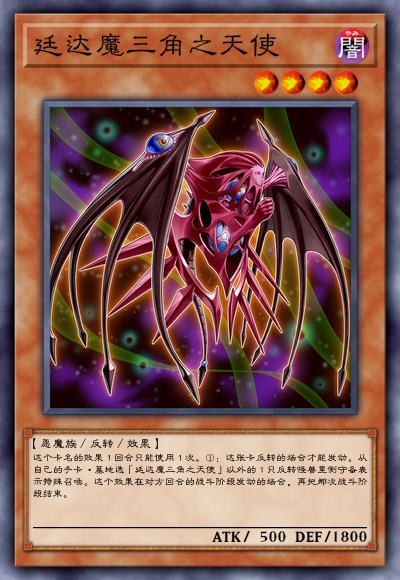 廷达魔三角之天使
やみ
闇
【恶魔族／反转／效果】
这个卡名的效果1回合只能使用1次。①：这张卡反转的场合才能发动。从
自己的手卡·墓地选「廷达魔三角之天使」以外的1只反转怪兽里侧守备表
示特殊召唤。这个效果在对方回合的战斗阶段发动的场合，再把那次战斗阶
段结束。
ATK/ 500 DEF/1800